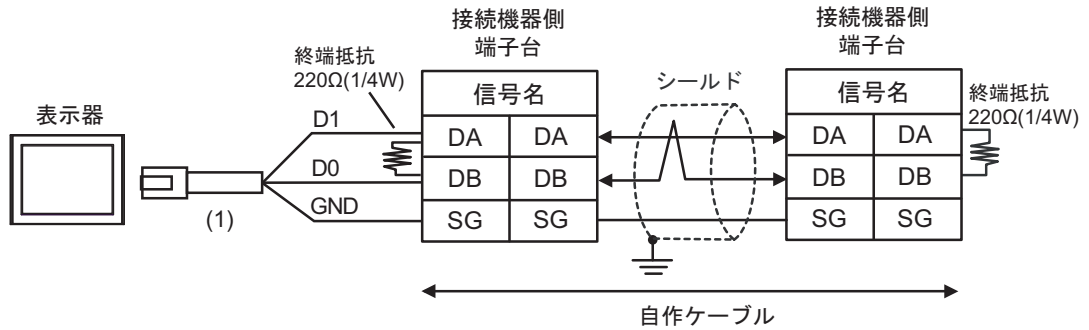 接続機器側
端子台
接続機器側
端子台
終端抵抗
220Ω(1/4W)
シールド
終端抵抗
220Ω(1/4W)
表示器
信号名
信号名
D1
DA DA
DA DA
D0
DB DB
DB DB
GND
SG SG
SG SG
(1)
自作ケーブル